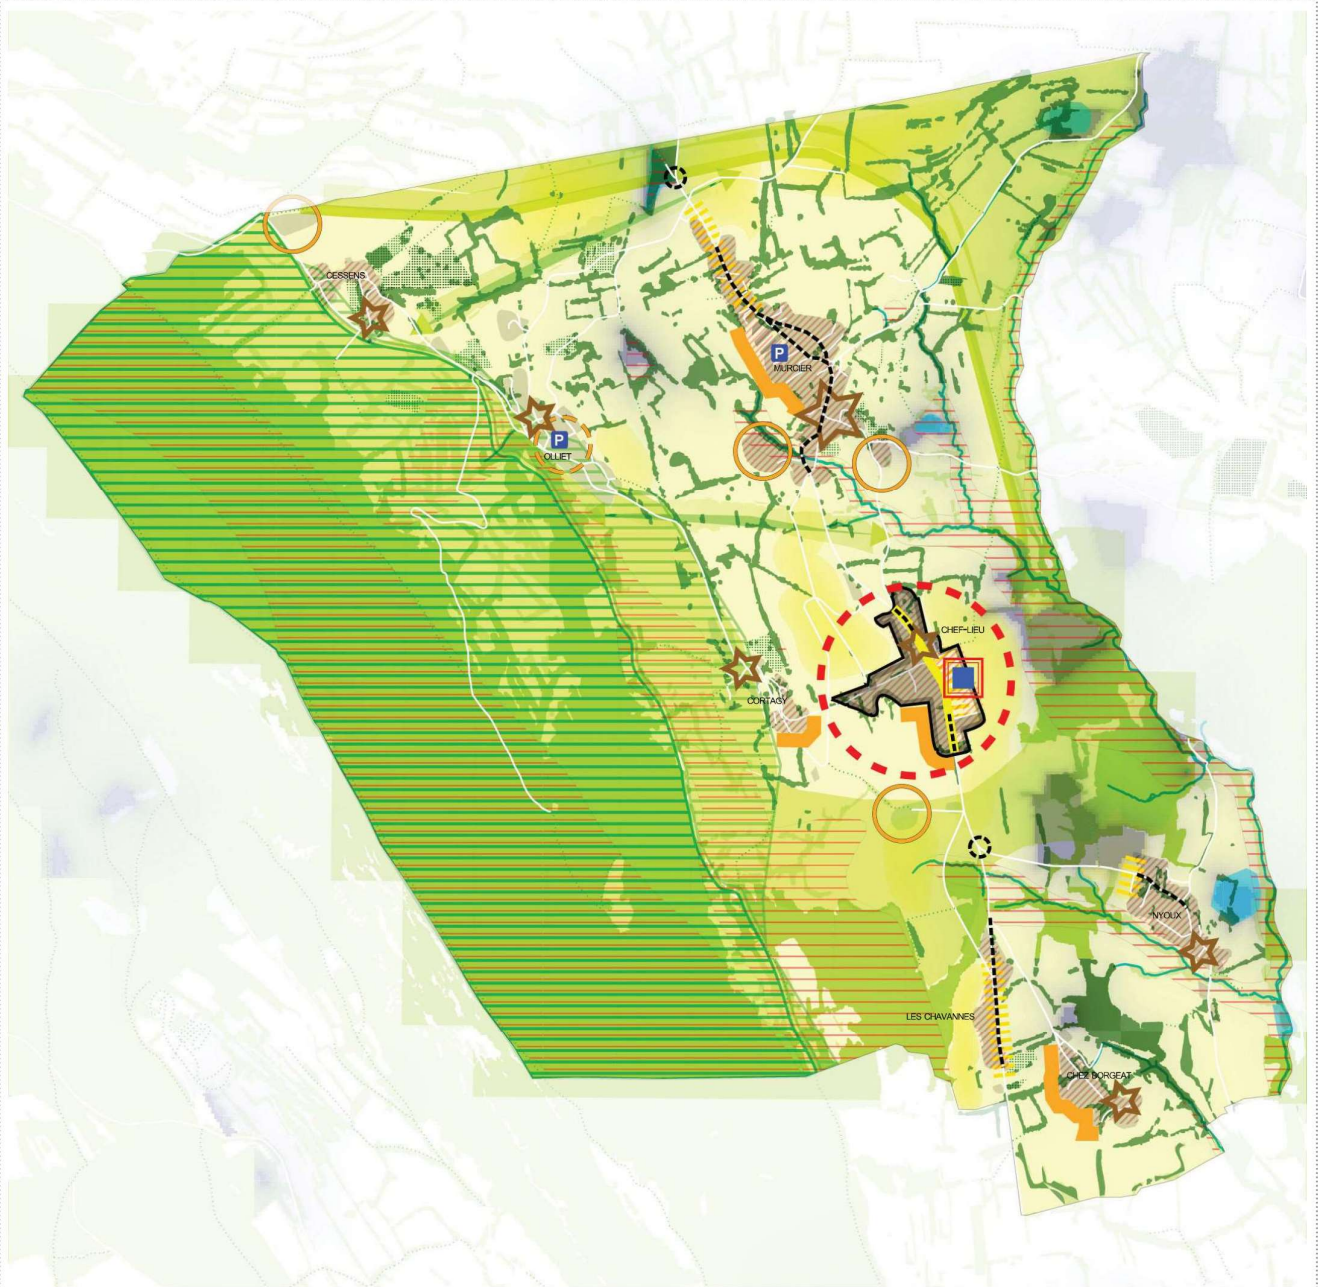 CESSENS
P
MURCIER
P
OLLIET
CHEF-LIEU
CORTAGY
NYOUX
LES CHAVANNES
CHEZ BORGEAT